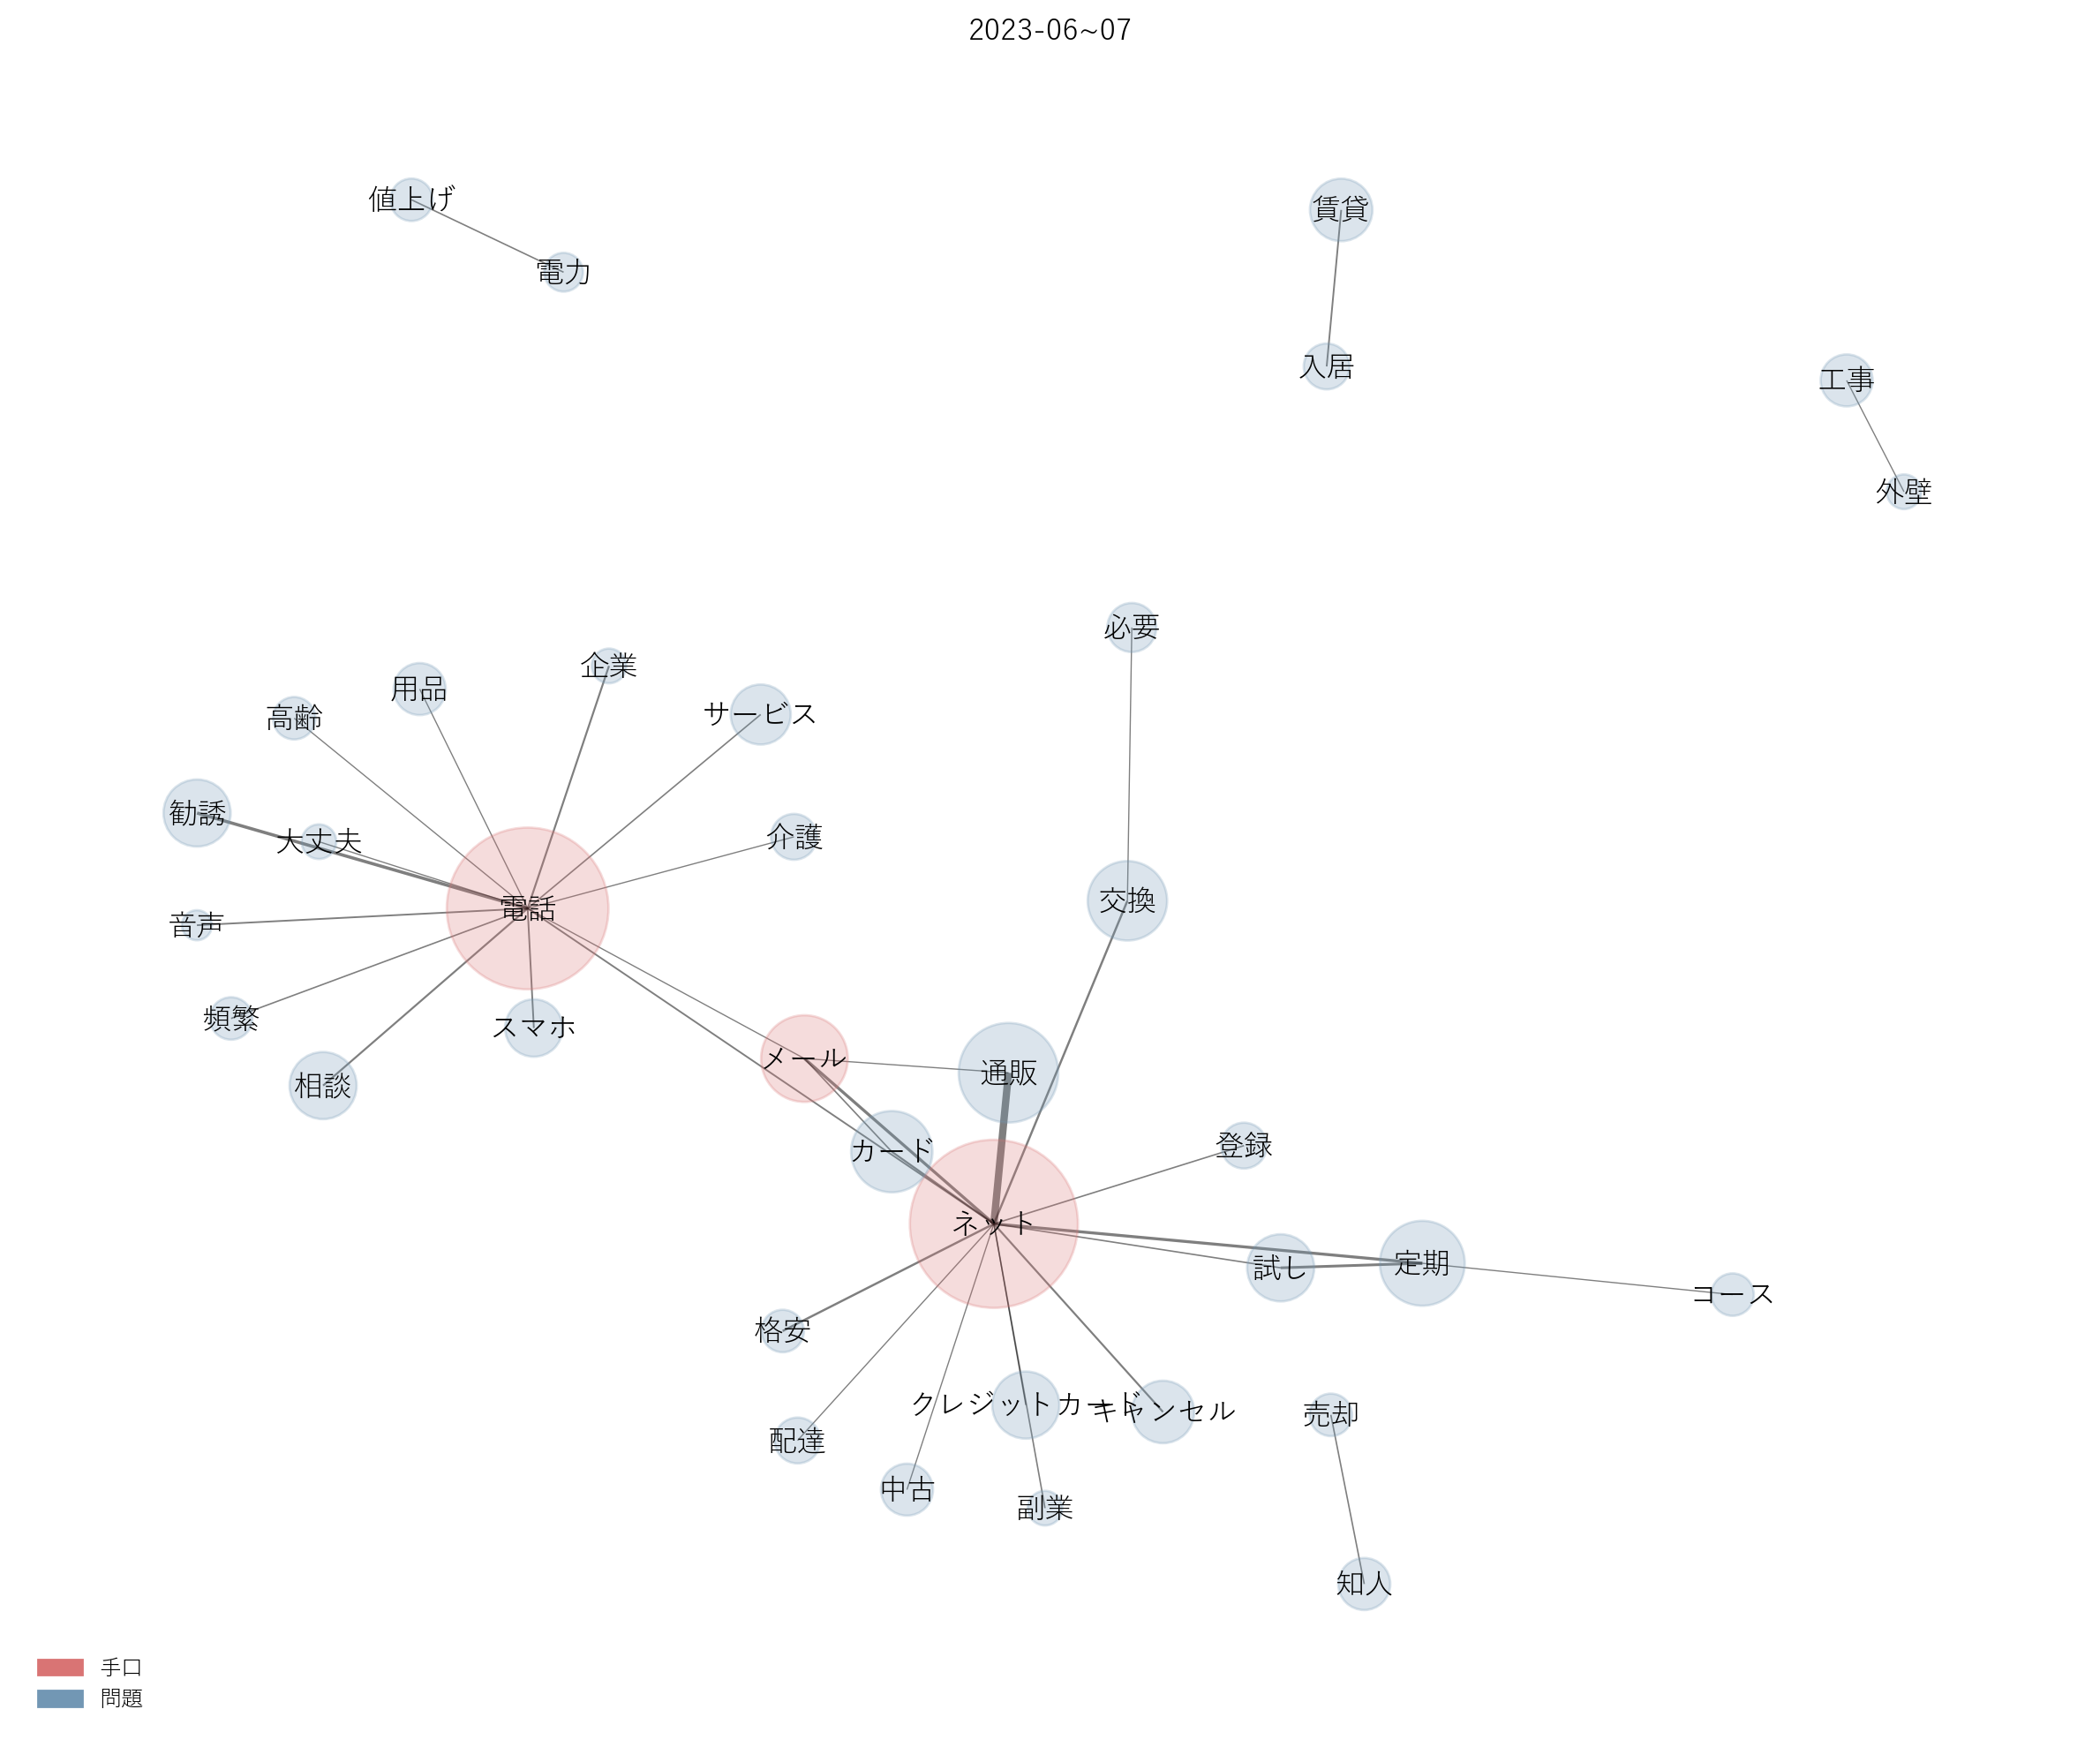 2023-06~07
値上げ
賃貸
電力
入居
工事
外壁
必要
企業
用品
サービス
高齢
勧誘
大丈夫
介護
交換
電話
音声
頻繁
スマホ
メール
通販
相談
カード
登録
ネット
試し
定期
コース
格安
クレジットカード
キャンセル
売却
配達
中古
副業
知人
手口
問題